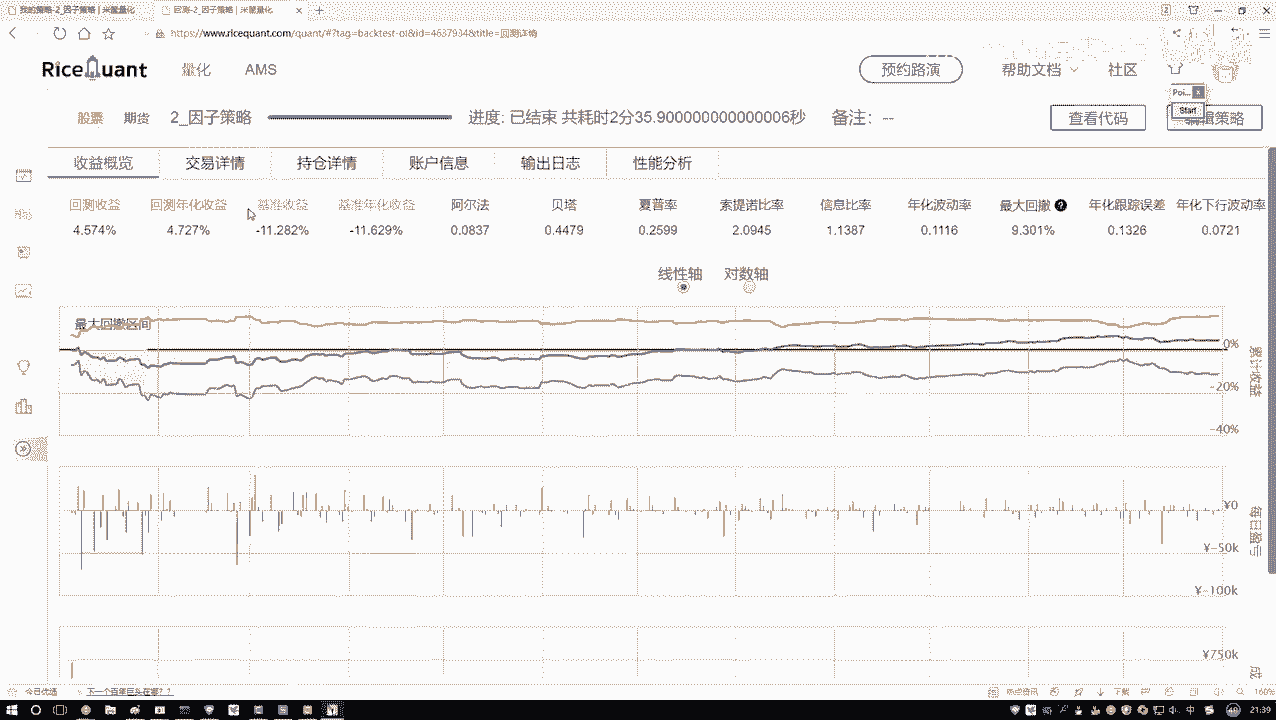 我的策略-2_因子策略 | 米筐量化
回测-2_因子策略 | 米筐量化
https://www.ricequant.com/quant/#?tag=backtest-ol&id=4637934&title=回测详情
RiceQuant
量化
AMS
预约路演
帮助文档
社区
Poi...
Start
股票
期货
2_因子策略
进度: 已结束 共耗时2分35.900000000000006秒
备注: --
查看代码
编辑策略
收益概览
交易详情
持仓详情
账户信息
输出日志
性能分析
回测收益 回测年化收益 基准收益 基准年化收益 阿尔法 贝塔 夏普率 索提诺比率 信息比率 年化波动率 最大回撤 年化跟踪误差 年化下行波动率
4.574% 4.727% -11.282% -11.629% 0.0837 0.4479 0.2599 2.0945 1.1387 0.1116 9.301% 0.1326 0.0721
线性轴 对数轴
最大回撤区间
0%
-20%
-40%
累计收益
¥0
¥-50k
¥-100k
每日盈亏
¥750k
成
今日优选
下一个百年巨头在哪？？
热点资讯
下载
160%
中
21:39